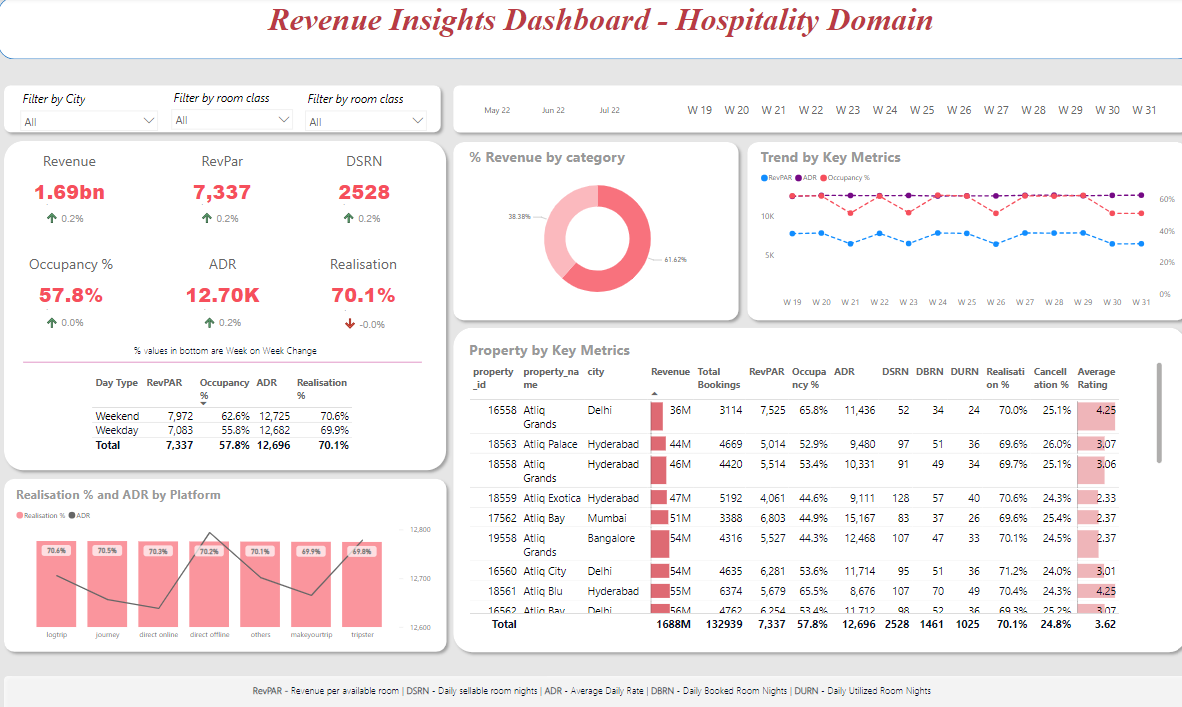 Revenue Insights Dashboard - Hospitality Domain
Filter by City
All
Filter by room class
All
Filter by room class
All
May 22 Jun 22 Jul 22 W 19 W 20 W 21 W 22 W 23 W 24 W 25 W 26 W 27 W 28 W 29 W 30 W 31
Revenue RevPar DSRN
1.69bn 7,337 2528
0.2% 0.2% 0.2%
Occupancy % ADR Realisation
57.8% 12.70K 70.1%
0.0% 0.2% -0.0%
% values in bottom are Week on Week Change
Day Type RevPAR Occupancy % ADR Realisation %
Weekend 7,972 62.6% 12,725 70.6%
Weekday 7,083 55.8% 12,682 69.9%
Total 7,337 57.8% 12,696 70.1%
% Revenue by category
38.38%
61.62%
Trend by Key Metrics
RevPAR ADR Occupancy %
10K
5K
60%
40%
20%
0%
W 19 W 20 W 21 W 22 W 23 W 24 W 25 W 26 W 27 W 28 W 29 W 30 W 31
Realisation % and ADR by Platform
Realisation % ADR
12,800
12,700
12,600
70.6% 70.5% 70.3% 70.2% 70.1% 69.9% 69.8%
logtrip journey direct online direct offline others makeyourtrip tripster
Property by Key Metrics
property_id property_name city Revenue Total Bookings RevPAR Occupancy % ADR DSRN DBRN DURN Realisati on % Cancell ation % Average Rating
16558 Atliq Grands Delhi 36M 3114 7,525 65.8% 11,436 52 34 24 70.0% 25.1% 4.25
18563 Atliq Palace Hyderabad 44M 4669 5,014 52.9% 9,480 97 51 36 69.6% 26.0% 3.07
18558 Atliq Grands Hyderabad 46M 4420 5,514 53.4% 10,331 91 49 34 69.7% 25.1% 3.06
18559 Atliq Exotica Hyderabad 47M 5192 4,061 44.6% 9,111 128 57 40 70.6% 24.3% 2.33
17562 Atliq Bay Mumbai 51M 3388 6,803 44.9% 15,167 83 37 26 69.6% 25.4% 2.37
19558 Atliq Grands Bangalore 54M 4316 5,527 44.3% 12,468 107 47 33 70.1% 24.5% 2.37
16560 Atliq City Delhi 54M 4635 6,281 53.6% 11,714 95 51 36 71.2% 24.0% 3.01
18561 Atliq Blu Hyderabad 55M 6374 5,679 65.5% 8,676 107 70 49 70.4% 24.3% 4.25
16562 Atliq Bay Delhi 56M 4762 6,254 53.4% 11,712 98 52 36 69.3% 25.2% 3.07
Total 1688M 132939 7,337 57.8% 12,696 2528 1461 1025 70.1% 24.8% 3.62
RevPAR - Revenue per available room | DSRN - Daily sellable room nights | ADR - Average Daily Rate | DBRN - Daily Booked Room Nights | DURN - Daily Utilized Room Nights